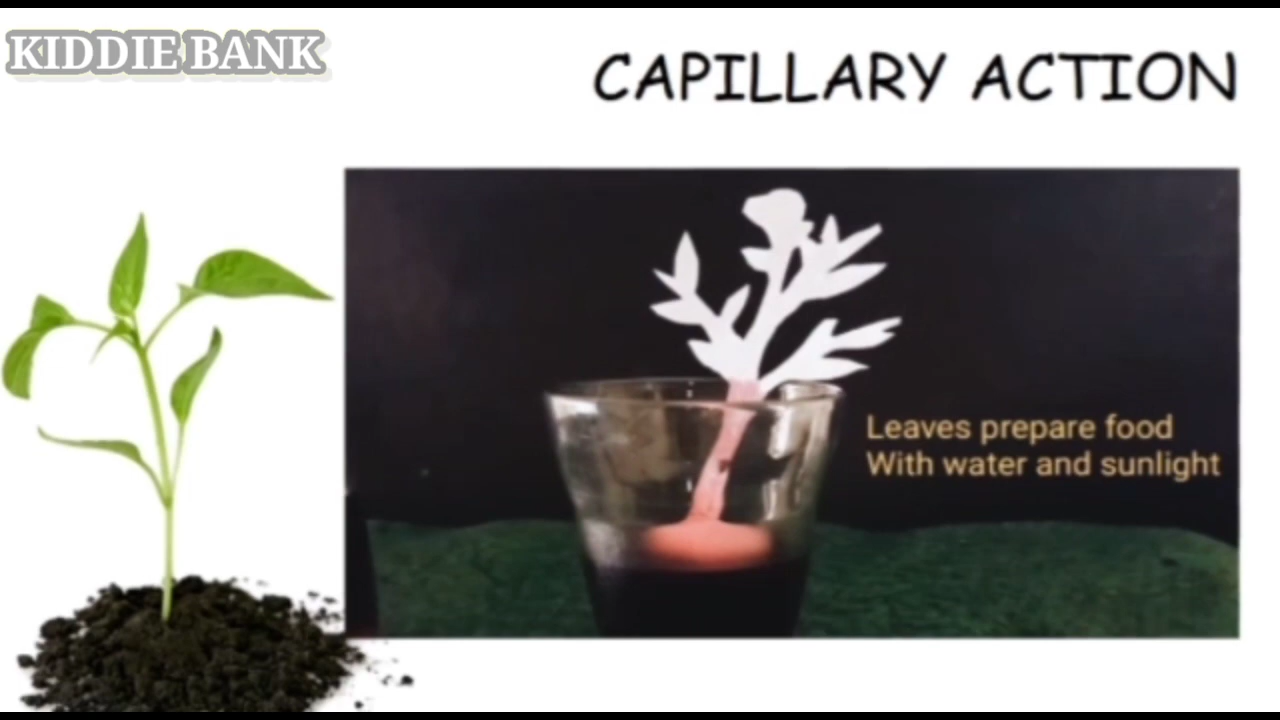 KIDDIE BANK
CAPILLARY ACTION
Leaves prepare food
With water and sunlight